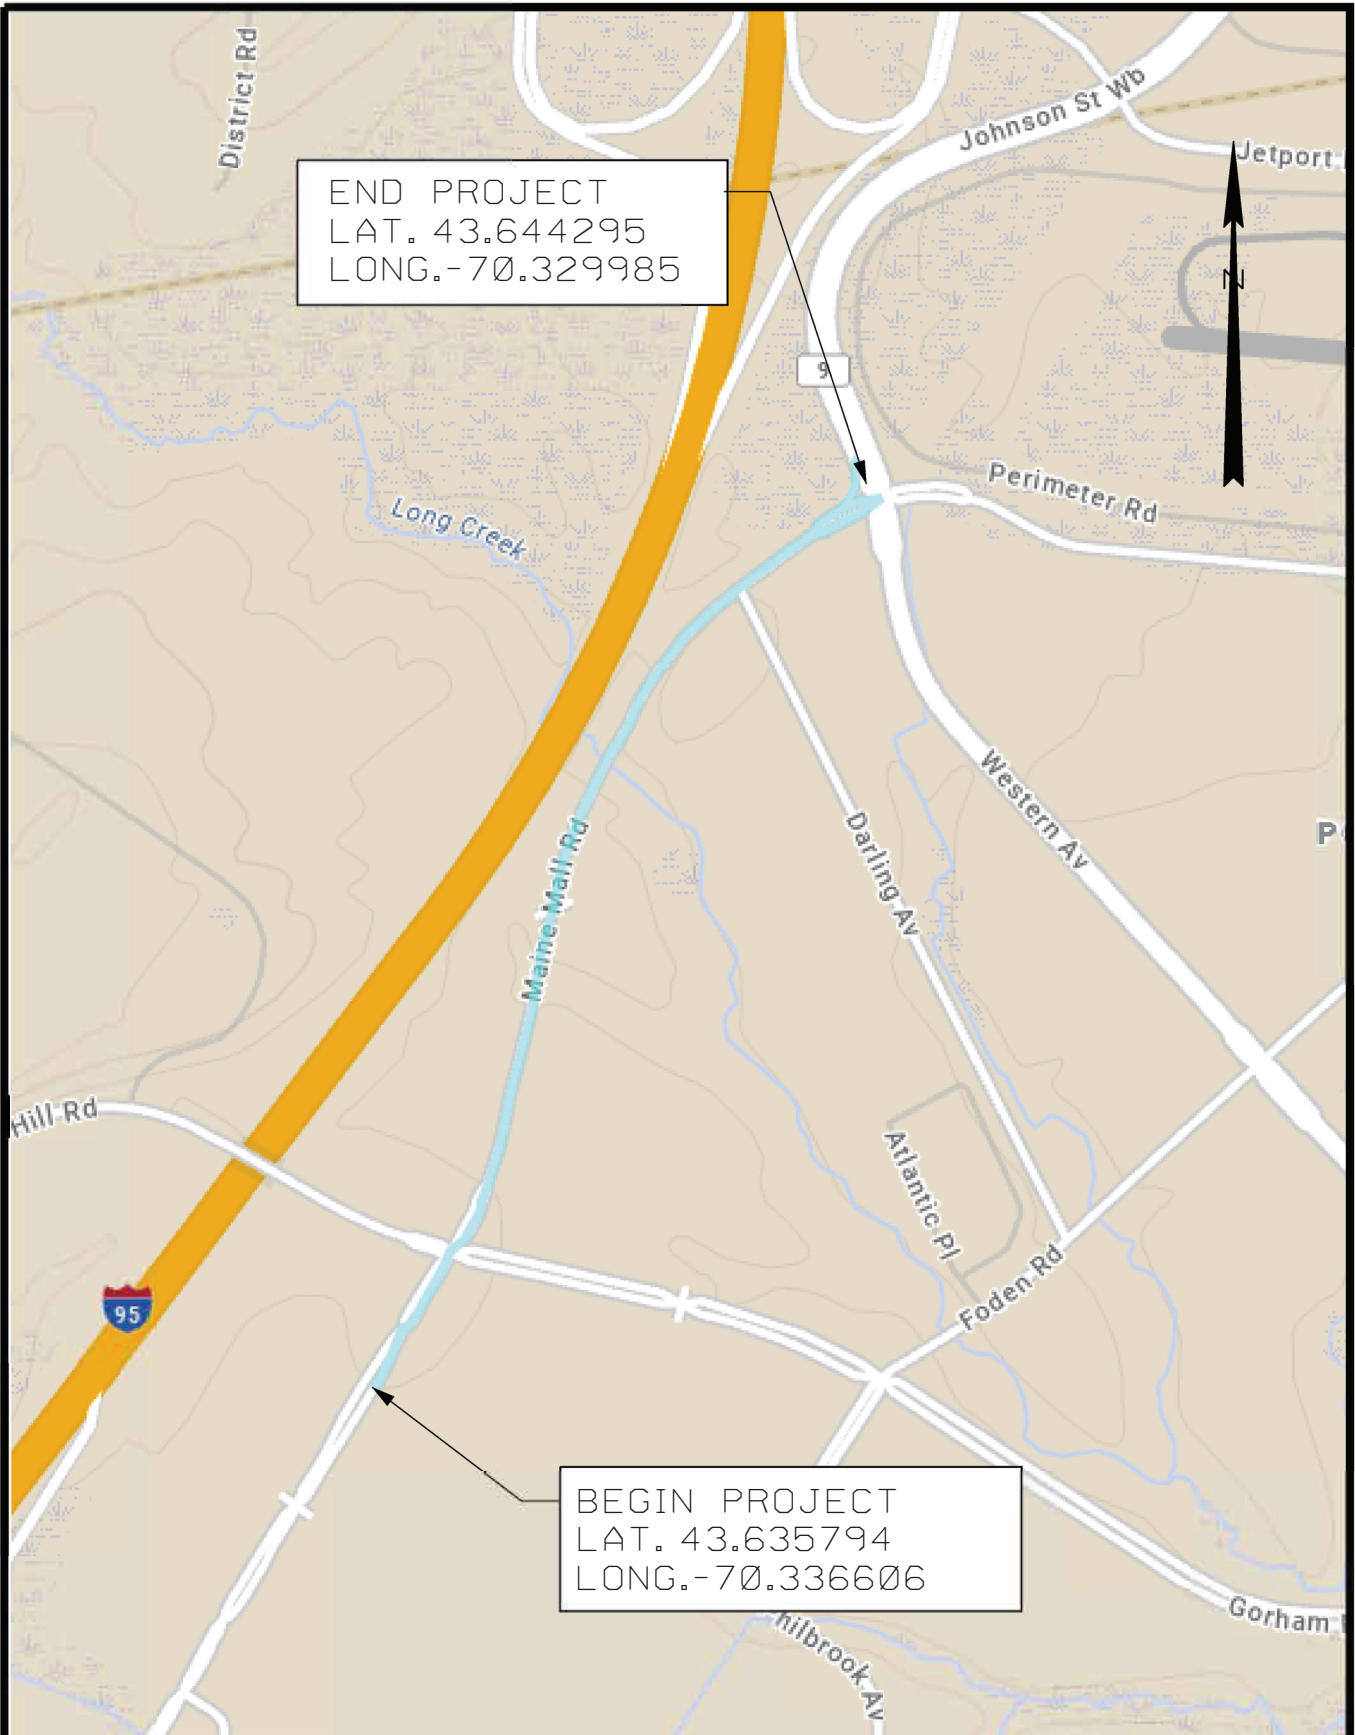 District Rd
Johnson St Wb
Jetport
END PROJECT
LAT. 43.644295
LONG.-70.329985
N
9
Perimeter Rd
Long Creek
Western Av
Darling Av
Maine Mall Rd
Hill Rd
Atlantic Pl
Foden Rd
95
BEGIN PROJECT
LAT. 43.635794
LONG.-70.336606
Gorham
hilbrook Av